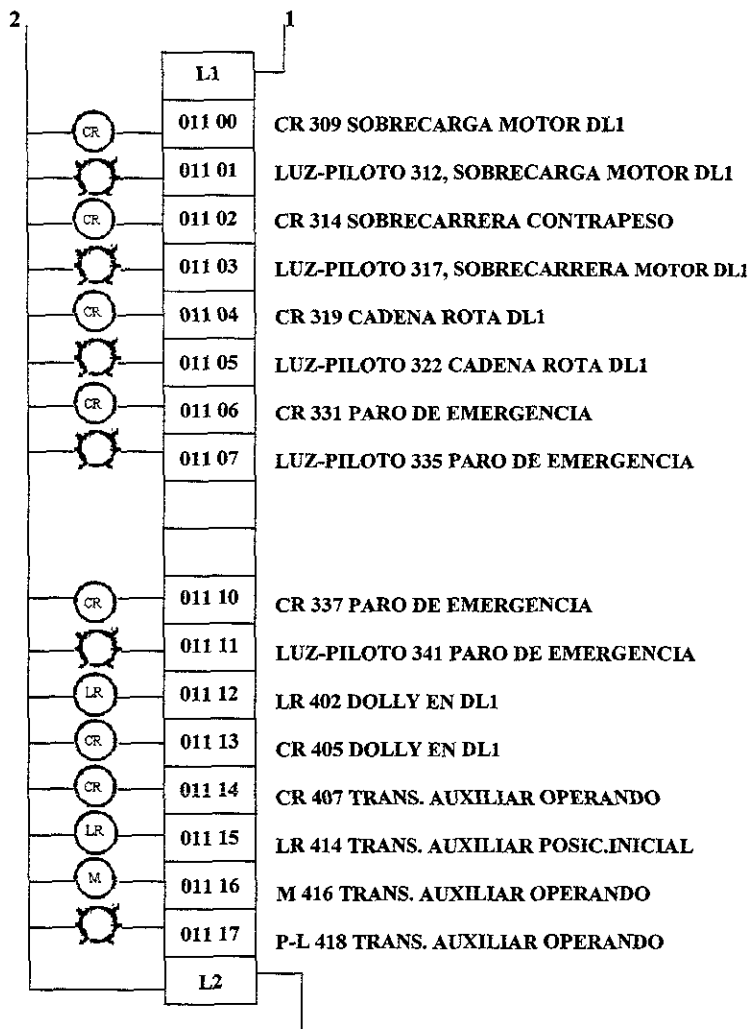 2 1
L1
CR 011 00 CR 309 SOBRECARGA MOTOR DL1
011 01 LUZ-PILOTO 312, SOBRECARGA MOTOR DL1
CR 011 02 CR 314 SOBRECARRERA CONTRAPESO
011 03 LUZ-PILOTO 317, SOBRECARRERA MOTOR DL1
CR 011 04 CR 319 CADENA ROTA DL1
011 05 LUZ-PILOTO 322 CADENA ROTA DL1
CR 011 06 CR 331 PARO DE EMERGENCIA
011 07 LUZ-PILOTO 335 PARO DE EMERGENCIA
CR 011 10 CR 337 PARO DE EMERGENCIA
011 11 LUZ-PILOTO 341 PARO DE EMERGENCIA
LR 011 12 LR 402 DOLLY EN DL1
CR 011 13 CR 405 DOLLY EN DL1
CR 011 14 CR 407 TRANS. AUXILIAR OPERANDO
LR 011 15 LR 414 TRANS. AUXILIAR POSIC.INICIAL
M 011 16 M 416 TRANS. AUXILIAR OPERANDO
011 17 P-L 418 TRANS. AUXILIAR OPERANDO
L2